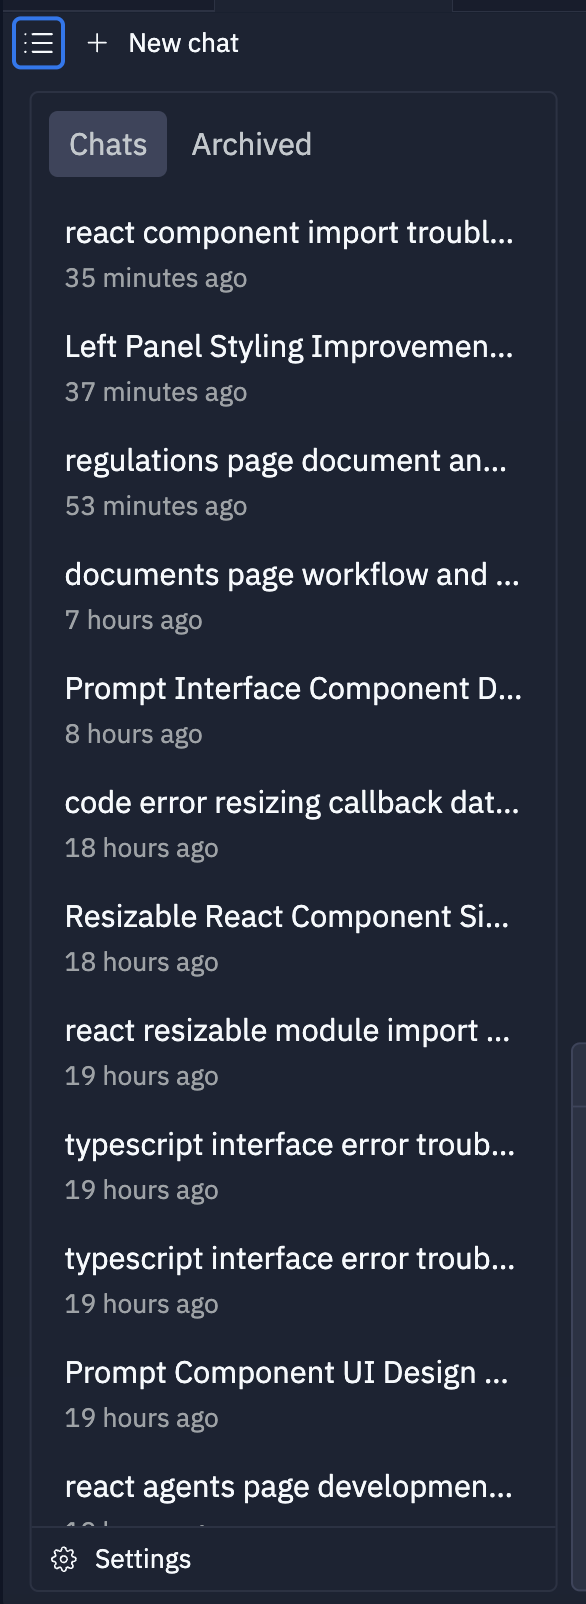 New chat
Chats Archived
react component import troubl...
35 minutes ago
Left Panel Styling Improvemen...
37 minutes ago
regulations page document an...
53 minutes ago
documents page workflow and ...
7 hours ago
Prompt Interface Component D...
8 hours ago
code error resizing callback dat...
18 hours ago
Resizable React Component Si...
18 hours ago
react resizable module import ...
19 hours ago
typescript interface error troub...
19 hours ago
typescript interface error troub...
19 hours ago
Prompt Component UI Design ...
19 hours ago
react agents page developmen...
Settings